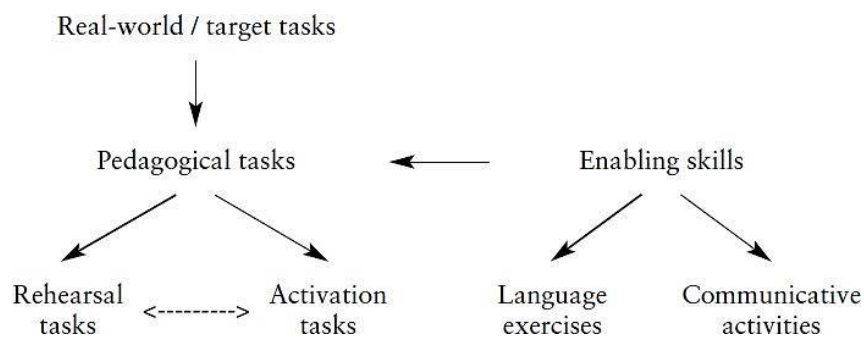 Real-world / target tasks
Pedagogical tasks
Enabling skills
Rehearsal
tasks
Activation
tasks
Language
exercises
Communicative
activities